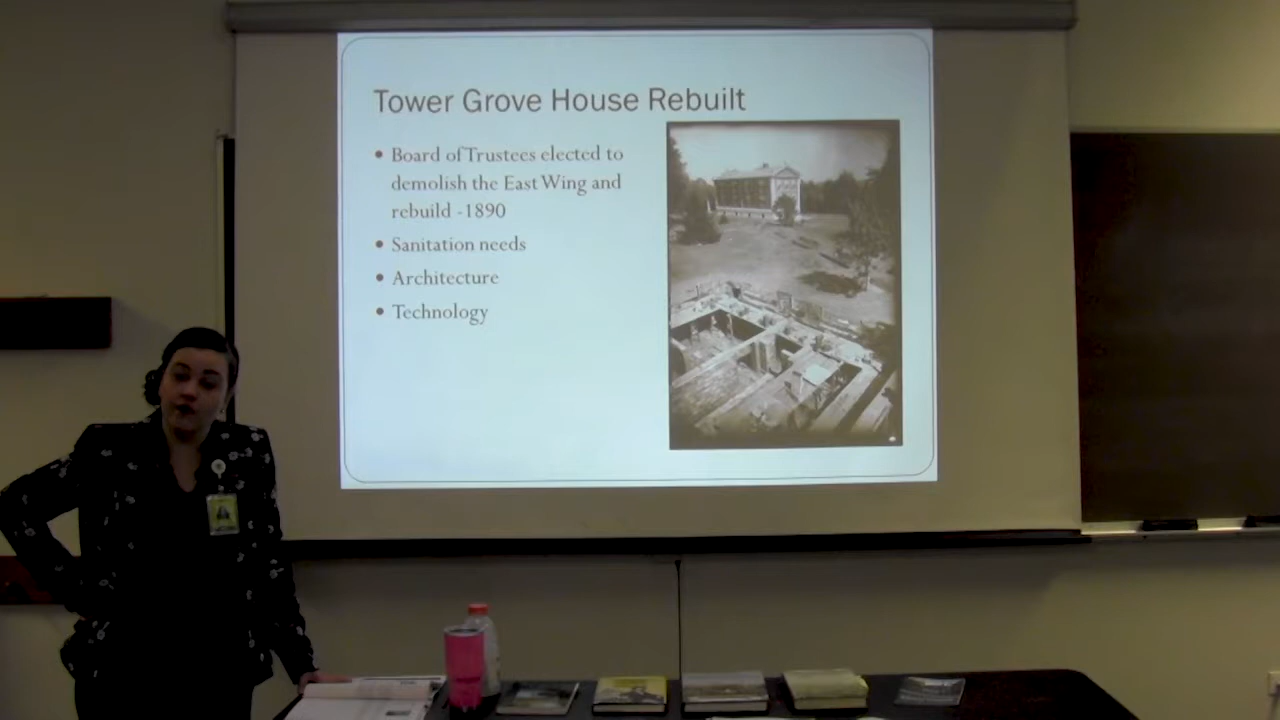 Tower Grove House Rebuilt
• Board of Trustees elected to
demolish the East Wing and
rebuild -1890
• Sanitation needs
• Architecture
• Technology